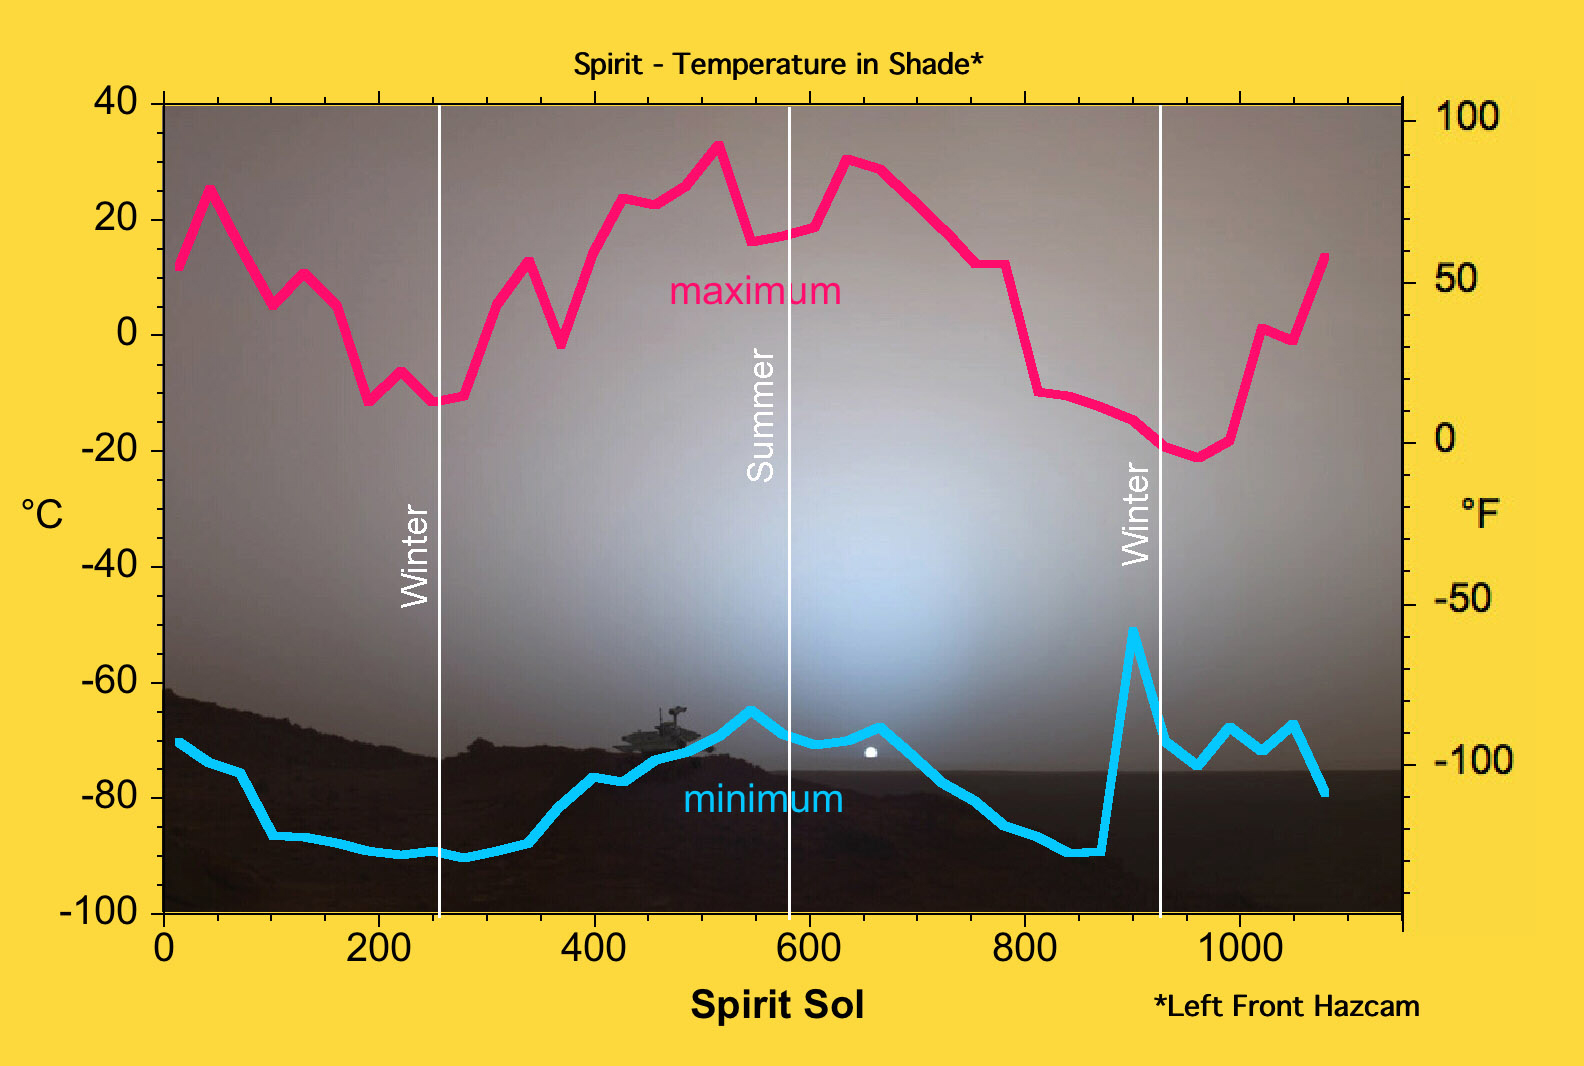 Spirit - Temperature in Shade*
40
20
0
-20
-40
-60
-80
-100
°C
100
50
0
-50
-100
°F
maximum
minimum
Winter
Summer
Winter
0 200 400 600 800 1000
Spirit Sol
*Left Front Hazcam